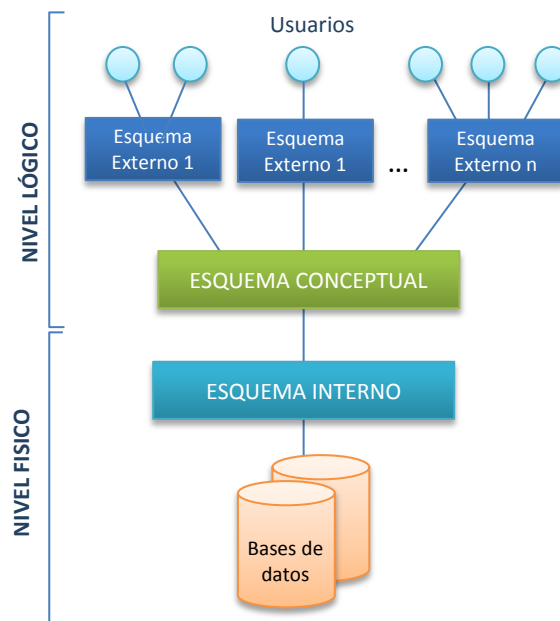 Usuarios
NIVEL LÓGICO
Esquema
Externo 1
Esquema
Externo 1
...
Esquema
Externo n
ESQUEMA CONCEPTUAL
NIVEL FISICO
ESQUEMA INTERNO
Bases de
datos